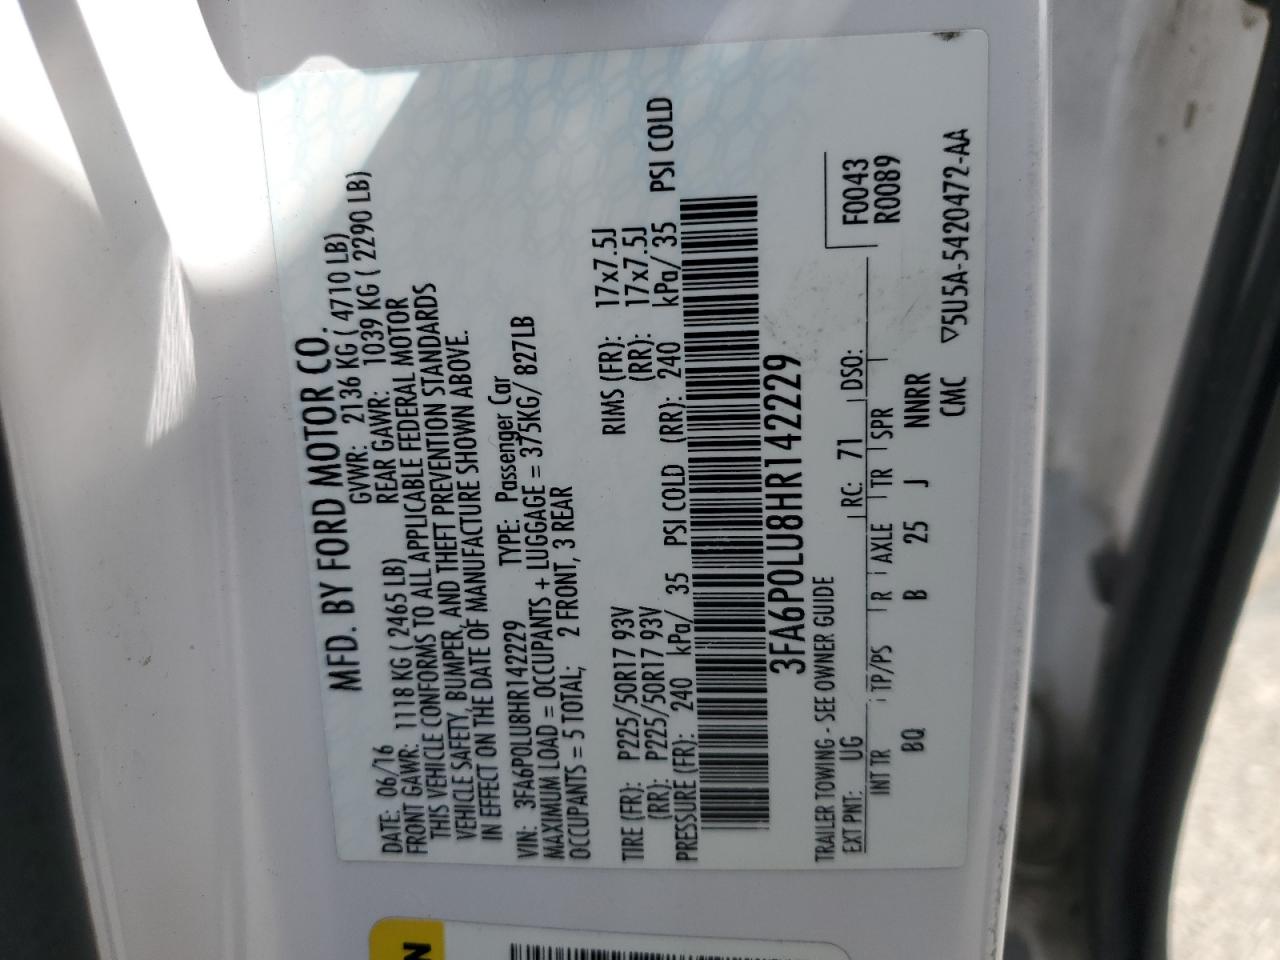 MFD. BY FORD MOTOR CO.
DATE: 06/16 GVWR: 2136 KG ( 4710 LB)
FRONT GAWR: 1118 KG ( 2465 LB) REAR GAWR: 1039 KG ( 2290 LB)
THIS VEHICLE CONFORMS TO ALL APPLICABLE FEDERAL MOTOR
VEHICLE SAFETY, BUMPER, AND THEFT PREVENTION STANDARDS
IN EFFECT ON THE DATE OF MANUFACTURE SHOWN ABOVE.
VIN: 3FA6P0LU8HR142229 TYPE: Passenger Car
MAXIMUM LOAD = OCCUPANTS + LUGGAGE = 375KG/ 827LB
OCCUPANTS = 5 TOTAL; 2 FRONT, 3 REAR
TIRE (FR): P225/50R17 93V RIMS (FR): 17x7.5J
(RR): P225/50R17 93V (RR): 17x7.5J
PRESSURE (FR): 240 kPa/ 35 PSI COLD (RR): 240 kPa/ 35 PSI COLD
3FA6P0LU8HR142229
TRAILER TOWING - SEE OWNER GUIDE
F0043
R0089
EXT PNT: UG RC: 71 DSO:
INT TR TP/PS R AXLE TR SPR
BQ B 25 J NNRR
CMC ▽5U5A-5420472-AA
N